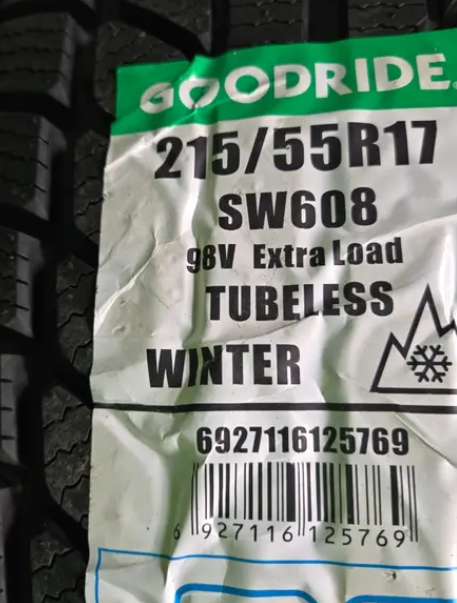 GOODRIDE
215/55R17
SW608
98V Extra Load
TUBELESS
WINTER
6927116125769
6 927116 125769